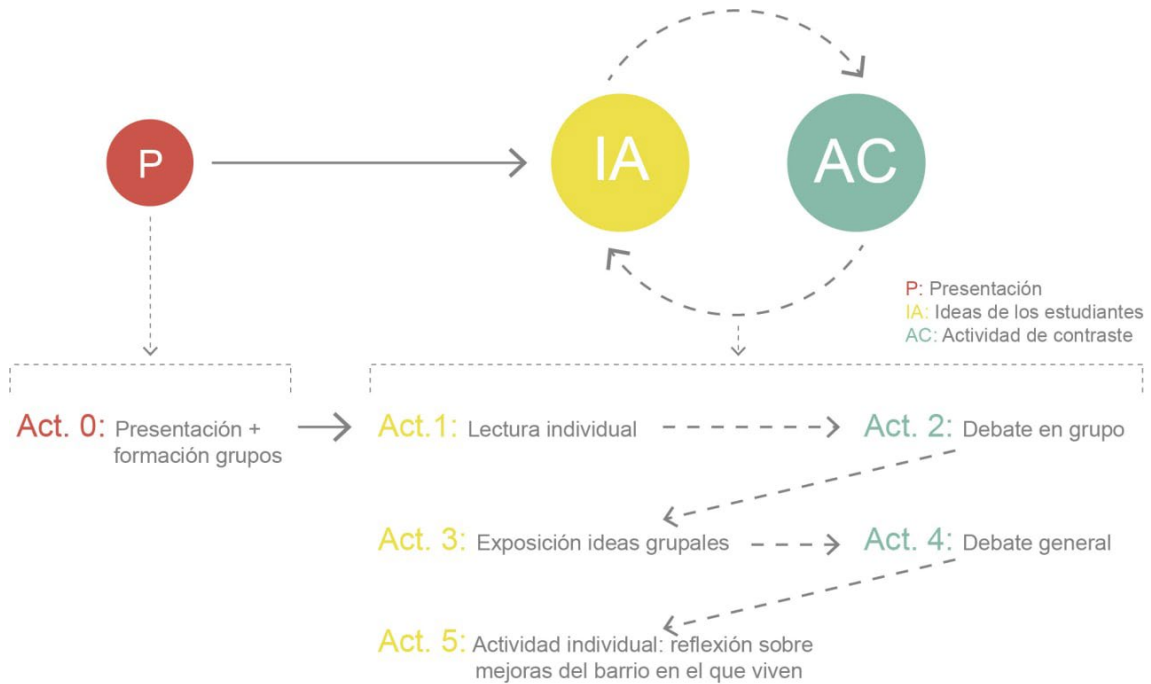 P
IA
AC
P: Presentación
IA: Ideas de los estudiantes
AC: Actividad de contraste
Act. 0: Presentación +
formación grupos
Act.1: Lectura individual
Act. 2: Debate en grupo
Act. 3: Exposición ideas grupales
Act. 4: Debate general
Act. 5: Actividad individual: reflexión sobre
mejoras del barrio en el que viven